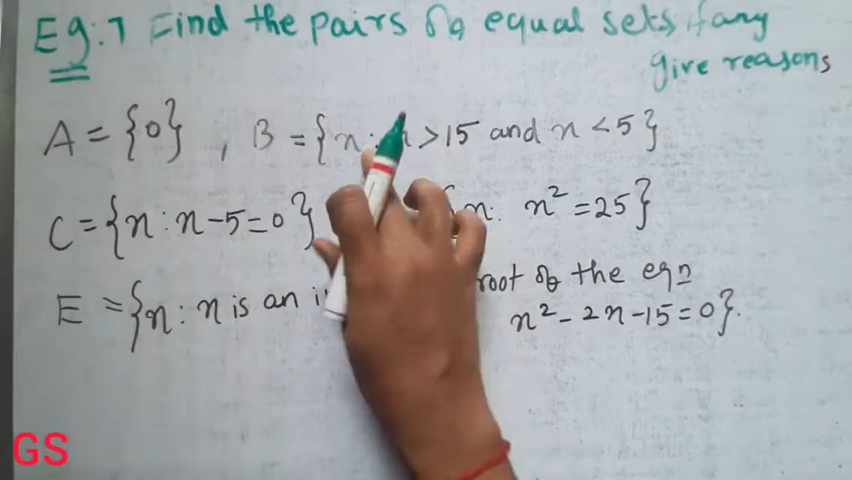 Eg:7 Find the pairs of equal sets, if any
give reasons
A = {0} , B = {x : > 15 and x < 5}
C = {x : x - 5 = 0} x : x² = 25}
E = {x : x is an root of the eqn
x² - 2x - 15 = 0}.
GS